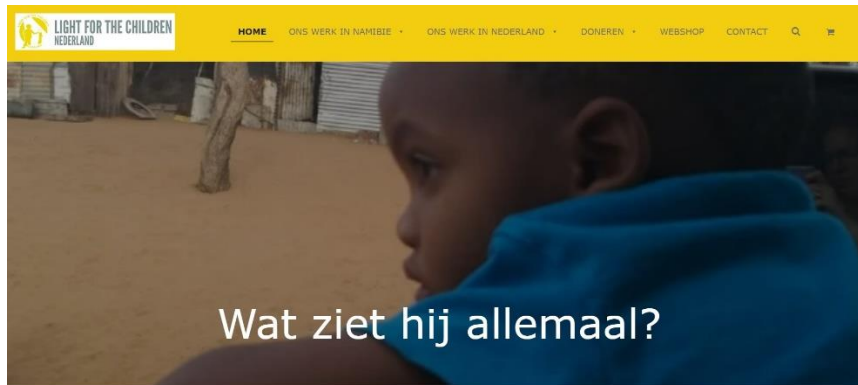 LIGHT FOR THE CHILDREN
NEDERLAND
HOME
ONS WERK IN NAMIBIE
ONS WERK IN NEDERLAND
DONEREN
WEBSHOP
CONTACT
Wat ziet hij allemaal?